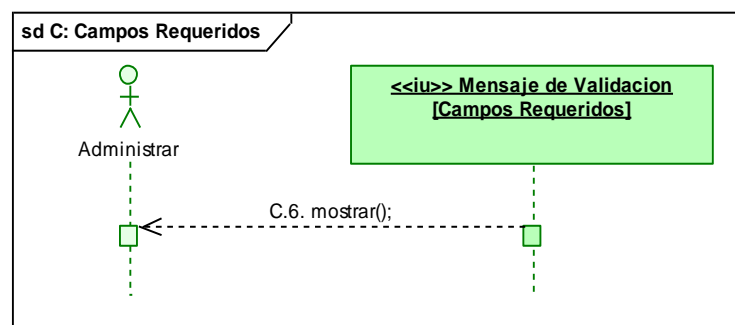 sd C: Campos Requeridos
<<iu>> Mensaje de Validacion
[Campos Requeridos]
Administrar
C.6. mostrar();